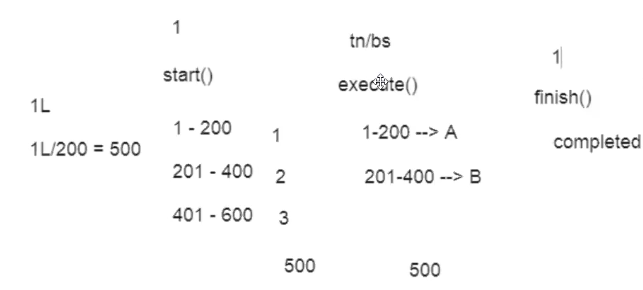 1
tn/bs
1
start()
execute()
finish()
1L
1 - 200
1
1-200 --> A
completed
1L/200 = 500
201 - 400
2
201-400 --> B
401 - 600
3
500
500